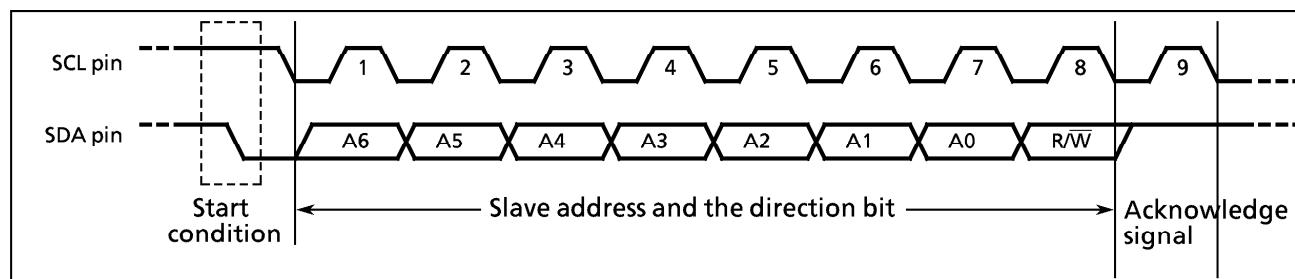 SCL pin 1 2 3 4 5 6 7 8 9
SDA pin A6 A5 A4 A3 A2 A1 A0 R/W̅
Start
condition
Slave address and the direction bit
Acknowledge
signal